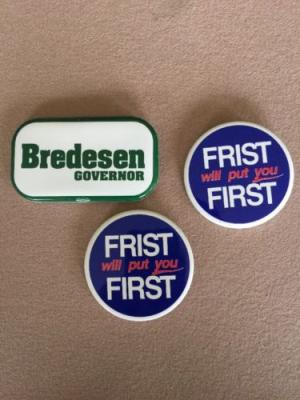 Bredesen
GOVERNOR
FRIST
will put you
FIRST
FRIST
will put you
FIRST